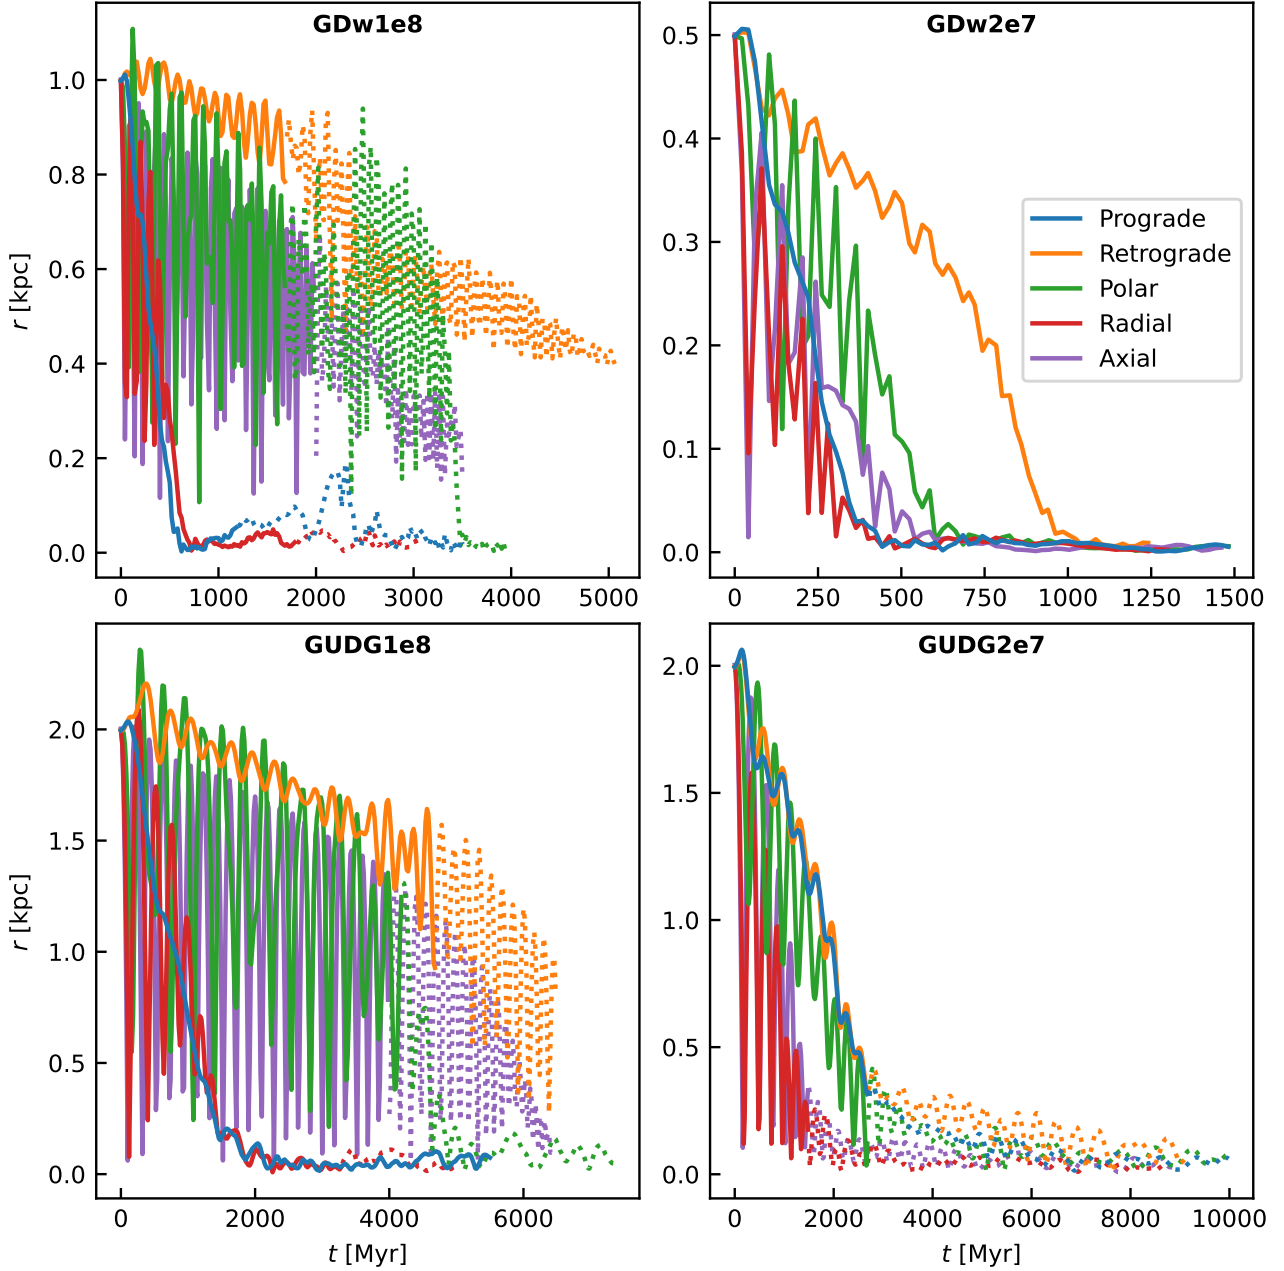 GDw1e8
1.0
0.8
0.6
0.4
0.2
0.0
r [kpc]
0 1000 2000 3000 4000 5000
GDw2e7
0.5
0.4
0.3
0.2
0.1
0.0
Prograde
Retrograde
Polar
Radial
Axial
0 250 500 750 1000 1250 1500
GUDG1e8
2.0
1.5
1.0
0.5
0.0
r [kpc]
0 2000 4000 6000
t [Myr]
GUDG2e7
2.0
1.5
1.0
0.5
0.0
0 2000 4000 6000 8000 10000
t [Myr]